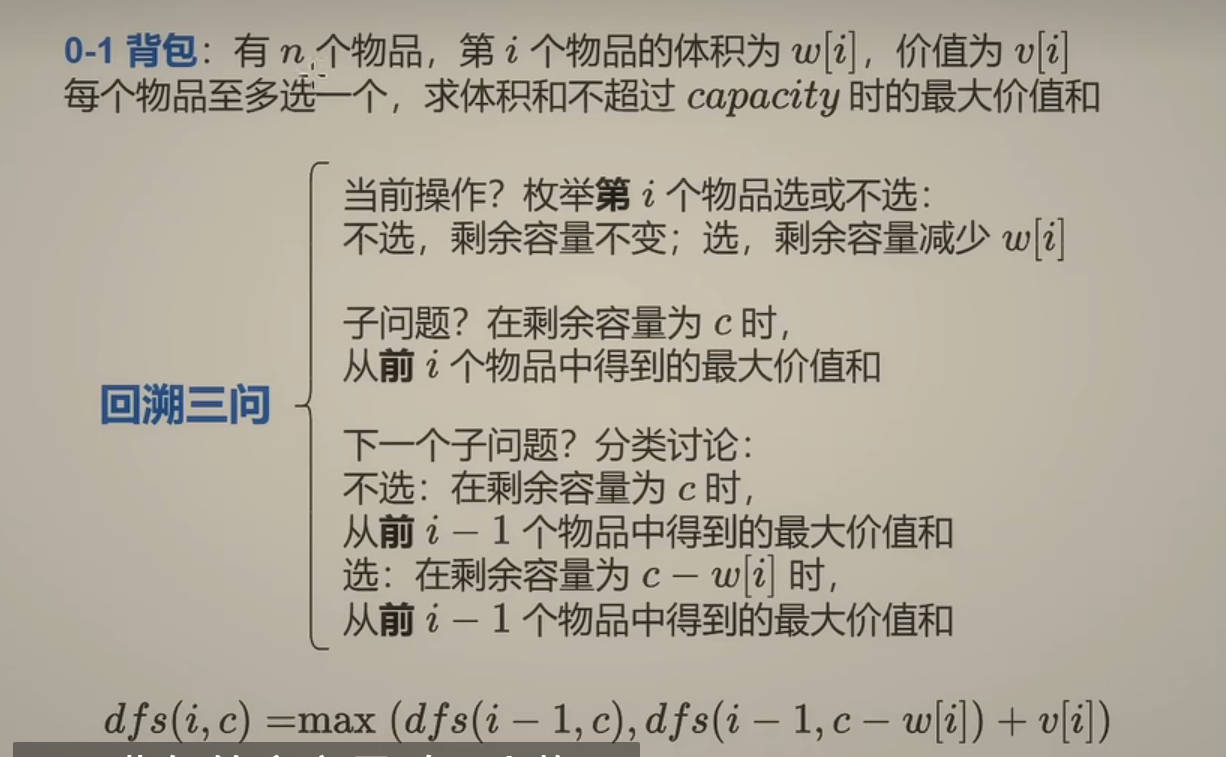 0-1 背包：有 n 个物品，第 i 个物品的体积为 w[i]，价值为 v[i]
每个物品至多选一个，求体积和不超过 capacity 时的最大价值和
当前操作？枚举第 i 个物品选或不选：
不选，剩余容量不变；选，剩余容量减少 w[i]
子问题？在剩余容量为 c 时，
从前 i 个物品中得到的最大价值和
回溯三问
下一个子问题？分类讨论：
不选：在剩余容量为 c 时，
从前 i − 1 个物品中得到的最大价值和
选：在剩余容量为 c − w[i] 时，
从前 i − 1 个物品中得到的最大价值和
dfs(i, c) =max (dfs(i − 1, c), dfs(i − 1, c − w[i]) + v[i])